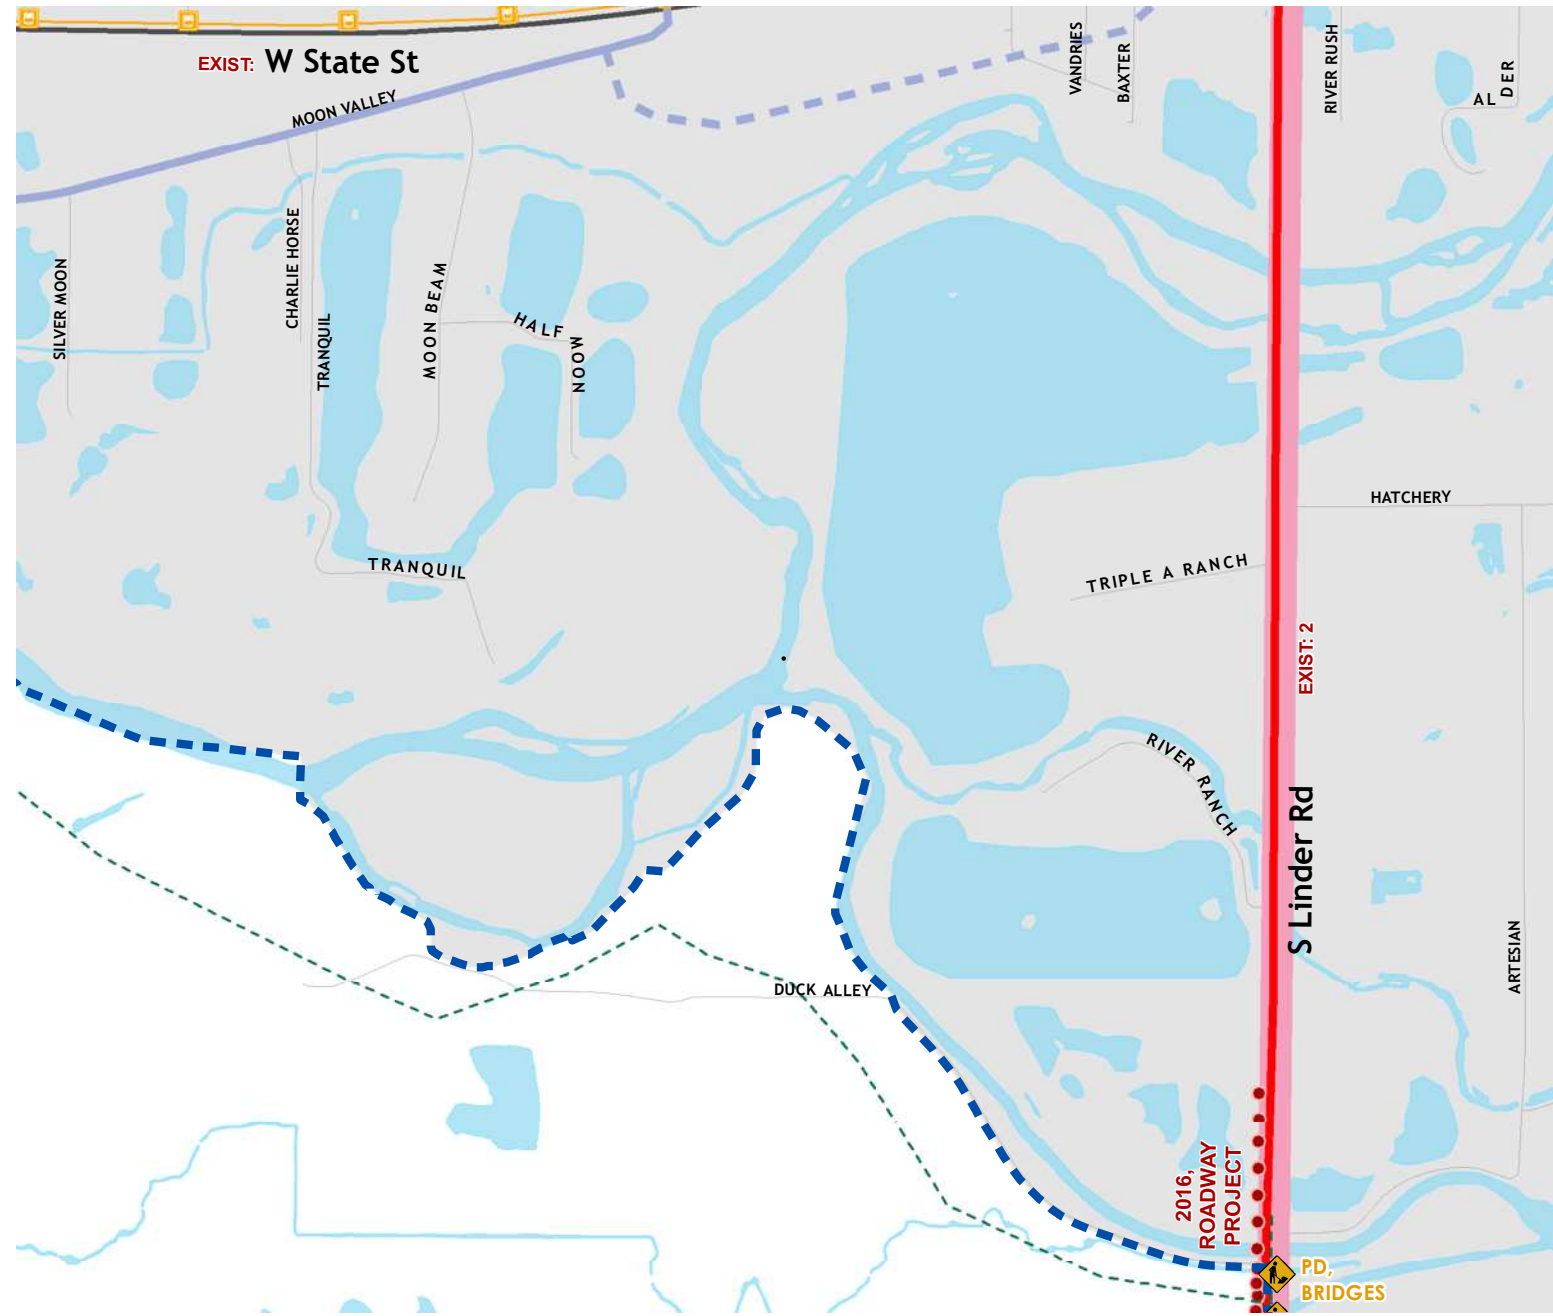 EXIST: W State St
MOON VALLEY
VANDRIES
BAXTER
RIVER RUSH
ALDER
SILVER MOON
CHARLIE HORSE
TRANQUIL
MOON BEAM
HALF MOON
HATCHERY
TRANQUIL
TRIPLE A RANCH
EXIST: 2
RIVER RANCH
S Linder Rd
ARTESIAN
DUCK ALLEY
2016,
ROADWAY
PROJECT
PD,
BRIDGES